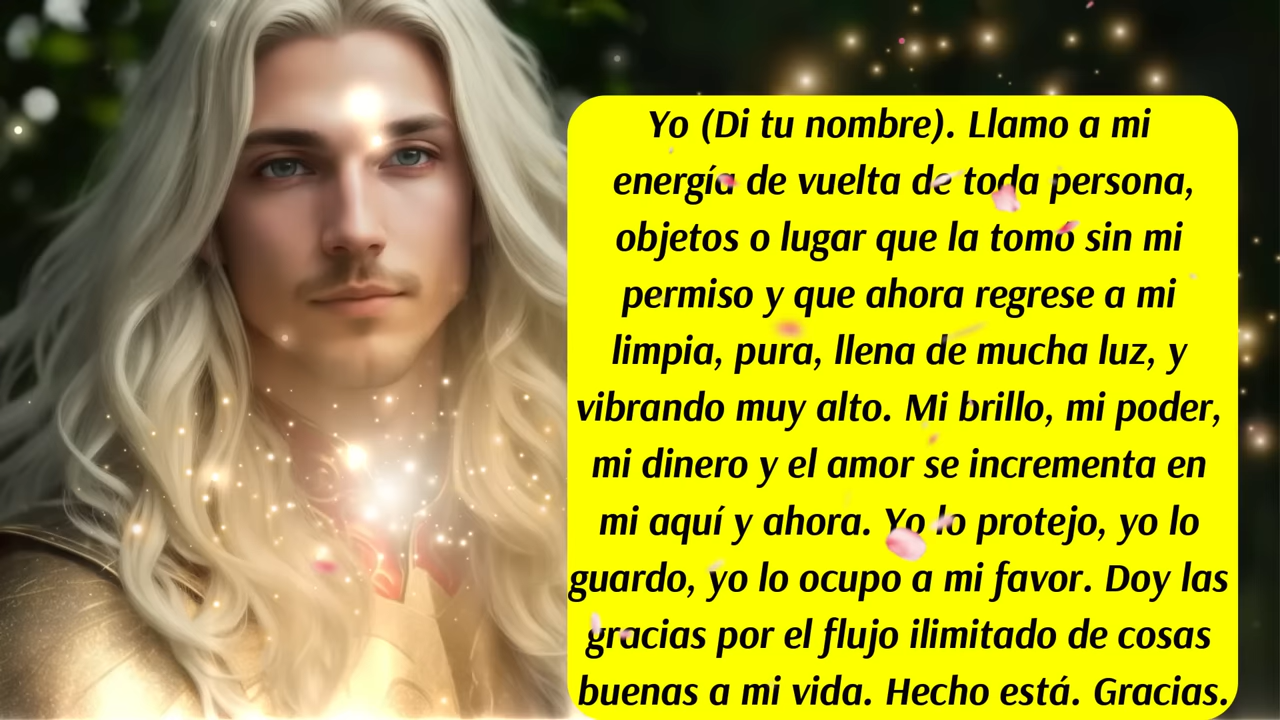 Yo (Di tu nombre). Llamo a mi
energía de vuelta de toda persona,
objetos o lugar que la tomó sin mi
permiso y que ahora regrese a mi
limpia, pura, llena de mucha luz, y
vibrando muy alto. Mi brillo, mi poder,
mi dinero y el amor se incrementa en
mi aquí y ahora. Yo lo protejo, yo lo
guardo, yo lo ocupo a mi favor. Doy las
gracias por el flujo ilimitado de cosas
buenas a mi vida. Hecho está. Gracias.